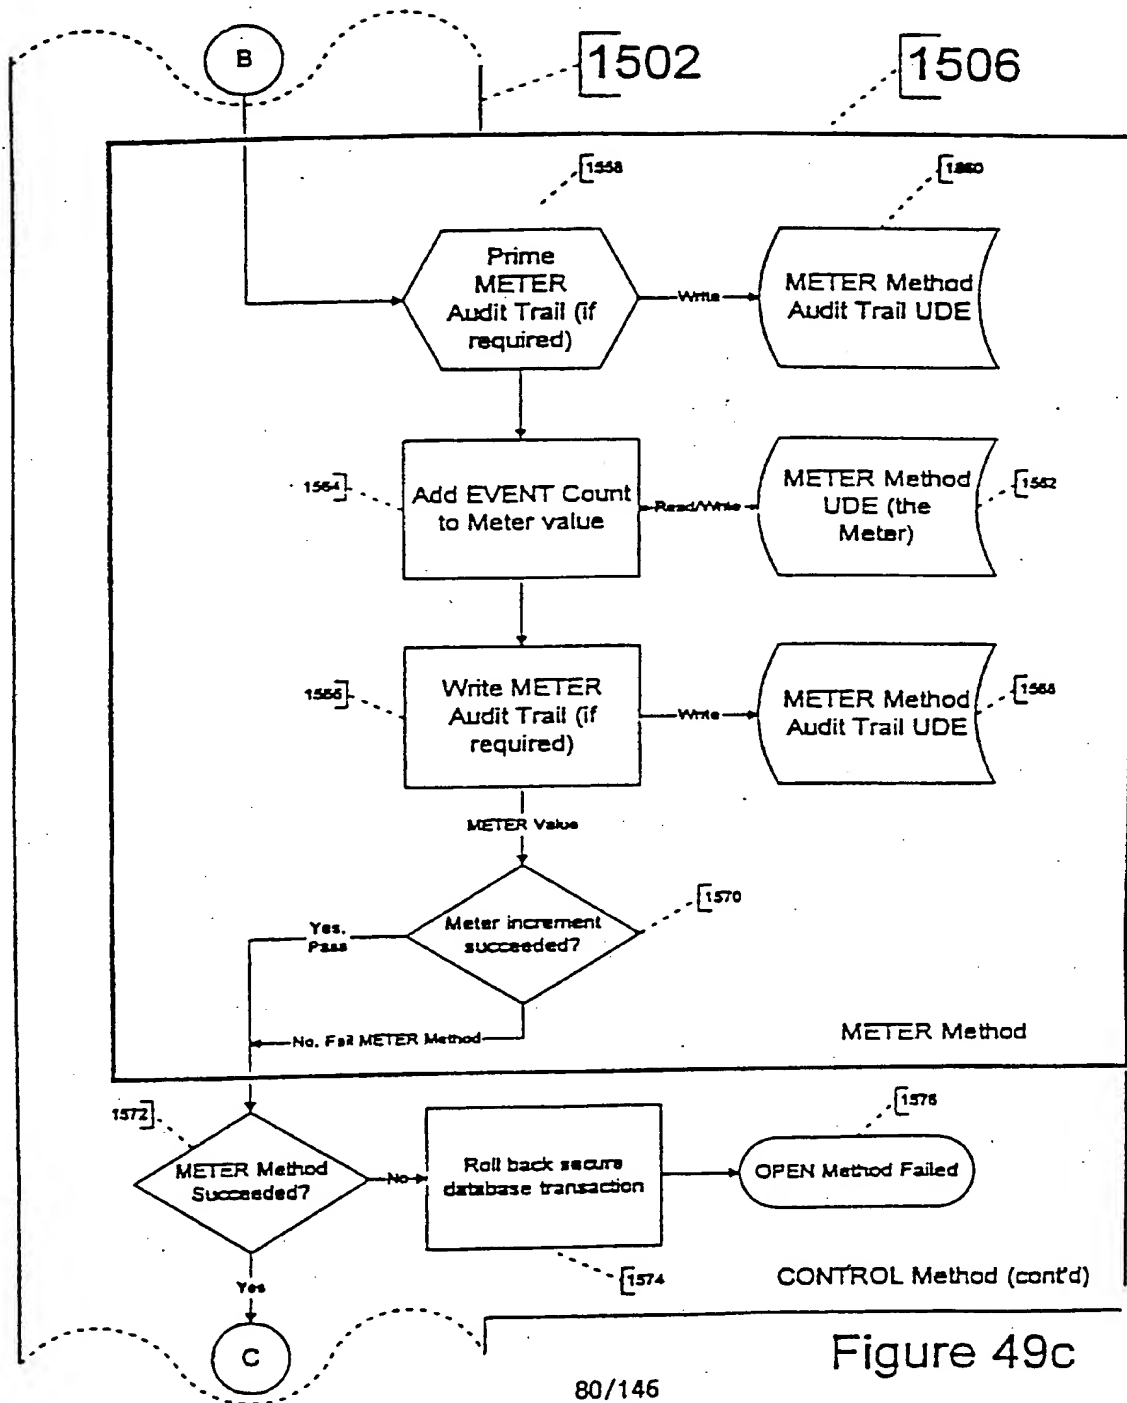 B
1502
1506
1558
1560
Prime
METER
Audit Trail (if
required)
Write
METER Method
Audit Trail UDE
1564
Add EVENT Count
to Meter value
Read/Write
METER Method
UDE (the
Meter)
1562
1566
Write METER
Audit Trail (if
required)
Write
METER Method
Audit Trail UDE
1568
METER Value
Meter increment
succeeded?
1570
Yes,
Pass
No, Fail METER Method
METER Method
1572
METER Method
Succeeded?
No
Roll back secure
database transaction
1576
OPEN Method Failed
1574
Yes
CONTROL Method (cont'd)
C
Figure 49c
80/146